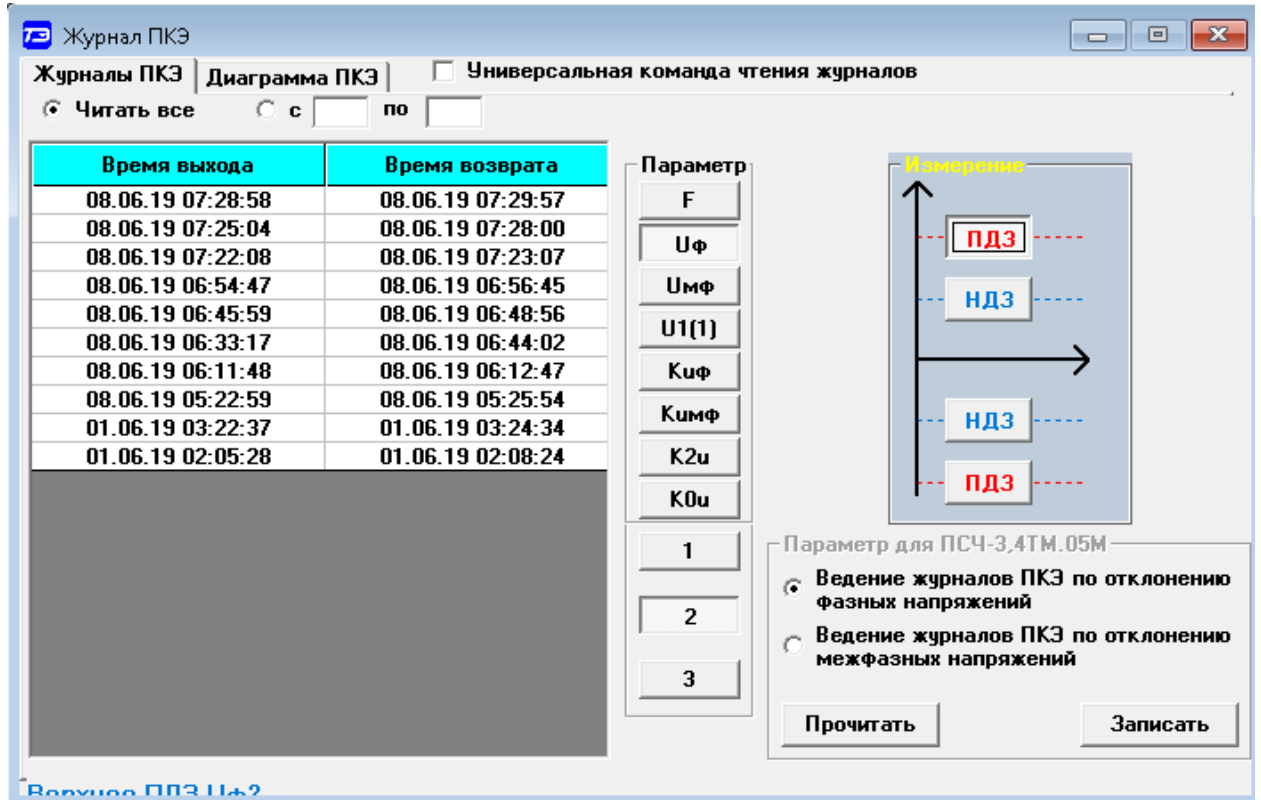 ТЭ Журнал ПКЭ
Журналы ПКЭ Диаграмма ПКЭ Универсальная команда чтения журналов
Читать все с по
Время выхода Время возврата
08.06.19 07:28:58 08.06.19 07:29:57
08.06.19 07:25:04 08.06.19 07:28:00
08.06.19 07:22:08 08.06.19 07:23:07
08.06.19 06:54:47 08.06.19 06:56:45
08.06.19 06:45:59 08.06.19 06:48:56
08.06.19 06:33:17 08.06.19 06:44:02
08.06.19 06:11:48 08.06.19 06:12:47
08.06.19 05:22:59 08.06.19 05:25:54
01.06.19 03:22:37 01.06.19 03:24:34
01.06.19 02:05:28 01.06.19 02:08:24
Параметр
F
Uф
Uмф
U1(1)
Kuф
Kuмф
K2u
K0u
1
2
3
Измерение
ПДЗ
НДЗ
НДЗ
ПДЗ
Параметр для ПСЧ-3,4ТМ.05М
Ведение журналов ПКЭ по отклонению
фазных напряжений
Ведение журналов ПКЭ по отклонению
межфазных напряжений
Прочитать Записать
Верхнее ПДЗ Uф2